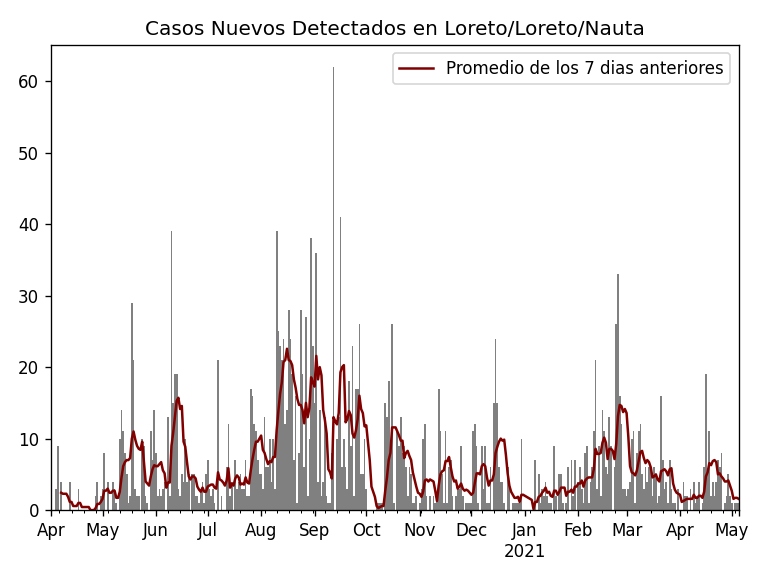 Casos Nuevos Detectados en Loreto/Loreto/Nauta
Promedio de los 7 dias anteriores
60
50
40
30
20
10
0
Apr May Jun Jul Aug Sep Oct Nov Dec Jan Feb Mar Apr May
2021